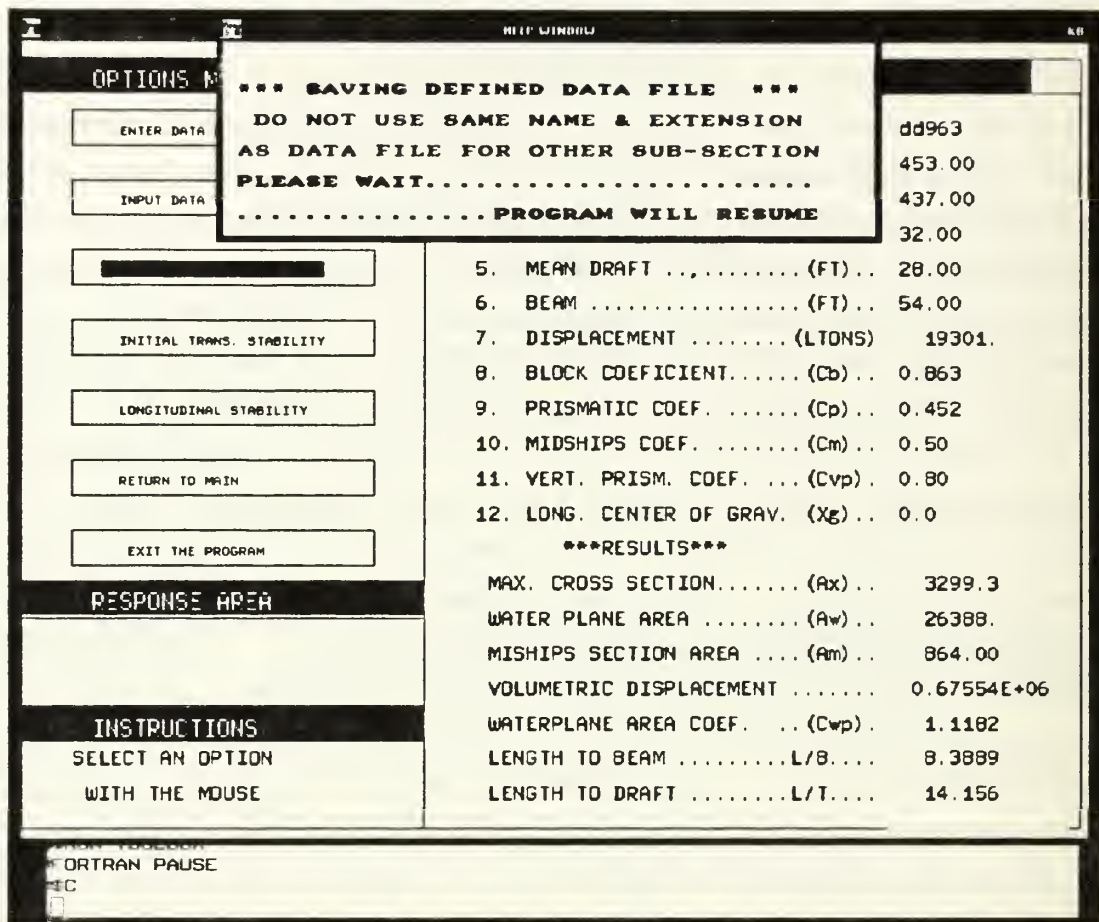 HELP WINDOW
*** SAVING DEFINED DATA FILE ***
DO NOT USE SAME NAME & EXTENSION
AS DATA FILE FOR OTHER SUB-SECTION
PLEASE WAIT.......................
................PROGRAM WILL RESUME
OPTIONS
ENTER DATA
INPUT DATA
INITIAL TRANS. STABILITY
LONGITUDINAL STABILITY
RETURN TO MAIN
EXIT THE PROGRAM
RESPONSE AREA
INSTRUCTIONS
SELECT AN OPTION
WITH THE MOUSE
dd963
453.00
437.00
32.00
5. MEAN DRAFT ..,........(FT).. 28.00
6. BEAM .................(FT).. 54.00
7. DISPLACEMENT ........(LTONS) 19301.
8. BLOCK COEFICIENT......(Cb).. 0.863
9. PRISMATIC COEF. ......(Cp).. 0.452
10. MIDSHIPS COEF. .......(Cm).. 0.50
11. VERT. PRISM. COEF. ...(Cvp). 0.80
12. LONG. CENTER OF GRAV. (Xg).. 0.0
***RESULTS***
MAX. CROSS SECTION.......(Ax).. 3299.3
WATER PLANE AREA ........(Aw).. 26388.
MISHIPS SECTION AREA ....(Am).. 864.00
VOLUMETRIC DISPLACEMENT ....... 0.67554E+06
WATERPLANE AREA COEF. ..(Cwp). 1.1182
LENGTH TO BEAM .........L/B.... 8.3889
LENGTH TO DRAFT ........L/T.... 14.156
FORTRAN PAUSE
^C